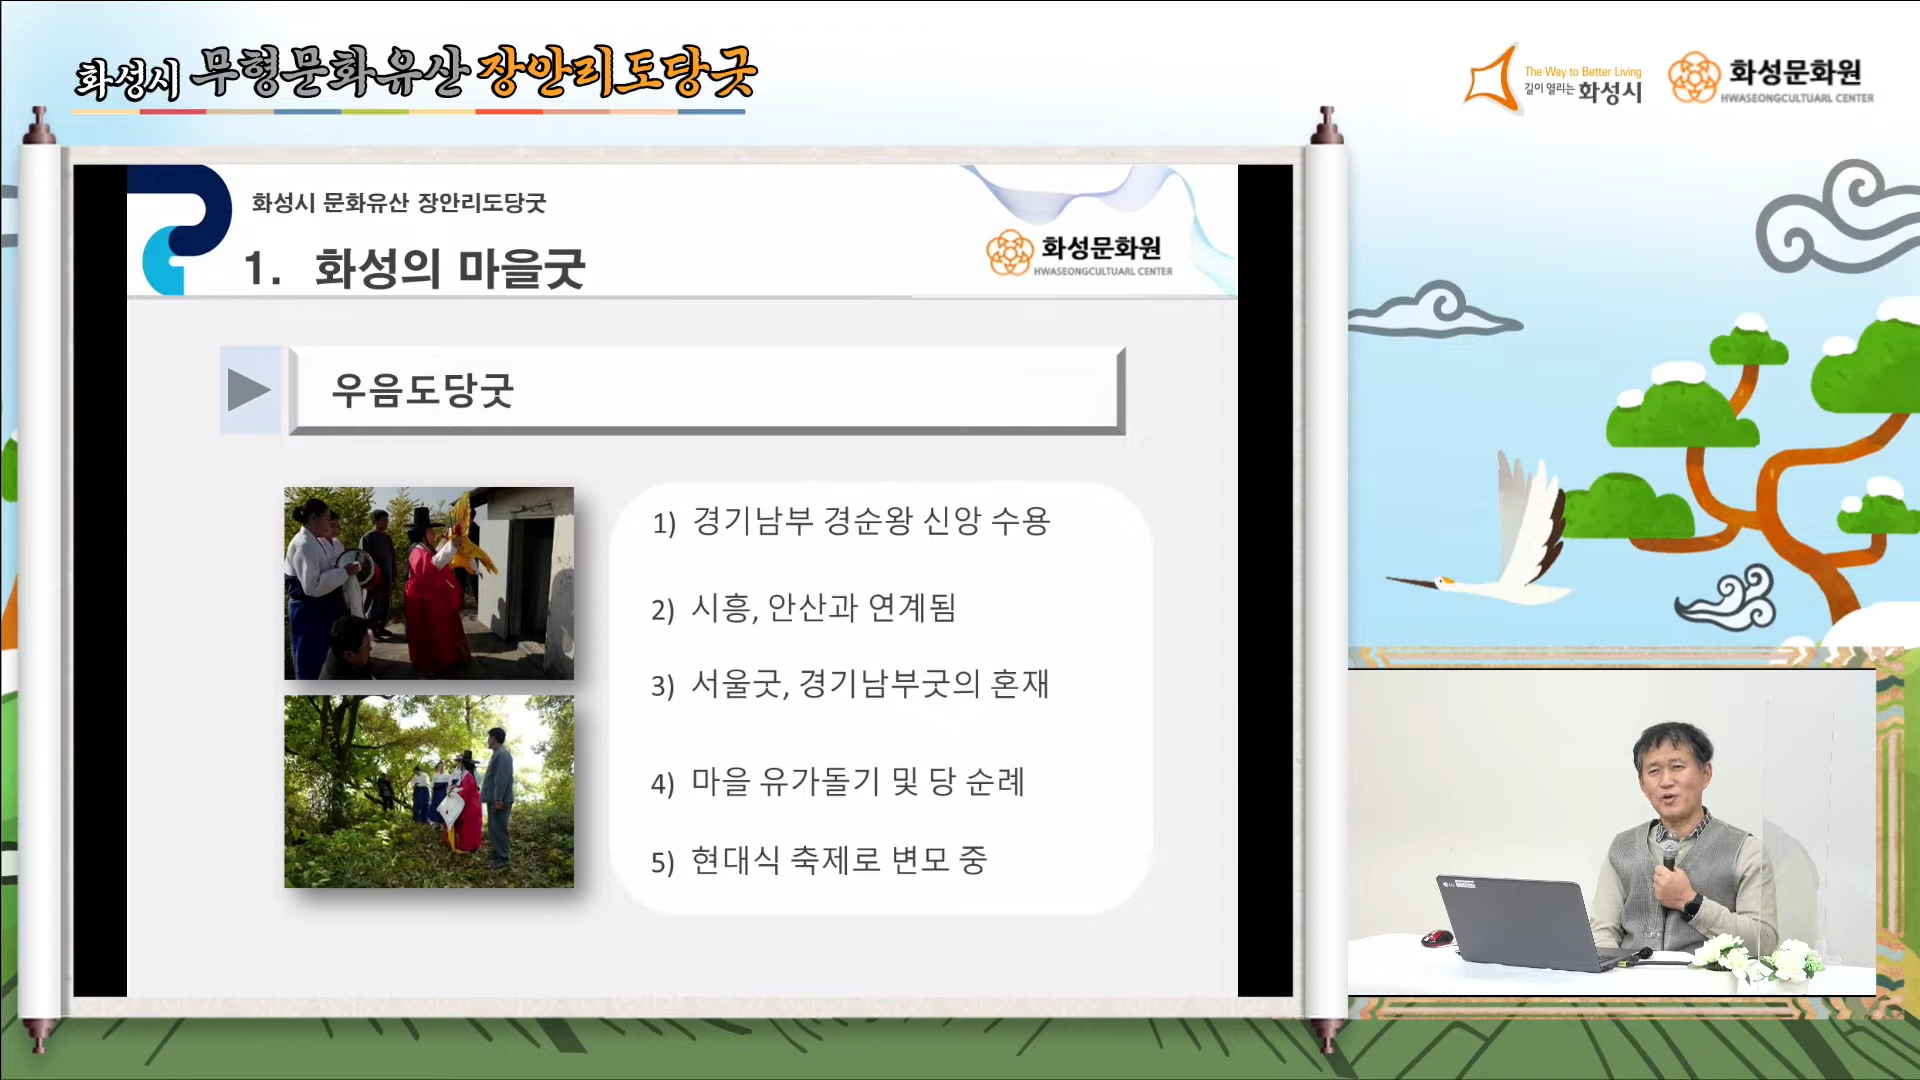 화성시 무형문화유산 장안리도당굿
The Way to Better Living
길이 열리는 화성시
화성문화원
HWASEONGCULTUARL CENTER
화성시 문화유산 장안리도당굿
1. 화성의 마을굿
화성문화원
HWASEONGCULTUARL CENTER
우음도당굿
1) 경기남부 경순왕 신앙 수용
2) 시흥, 안산과 연계됨
3) 서울굿, 경기남부굿의 혼재
4) 마을 유가돌기 및 당 순례
5) 현대식 축제로 변모 중